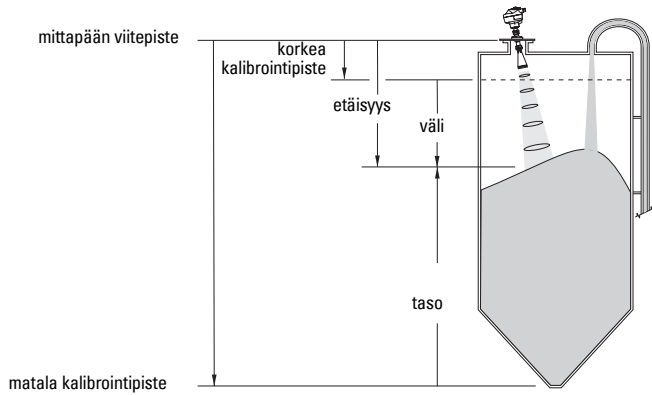 mittapään viitepiste
korkea
kalibrointipiste
etäisyys
väli
taso
matala kalibrointipiste